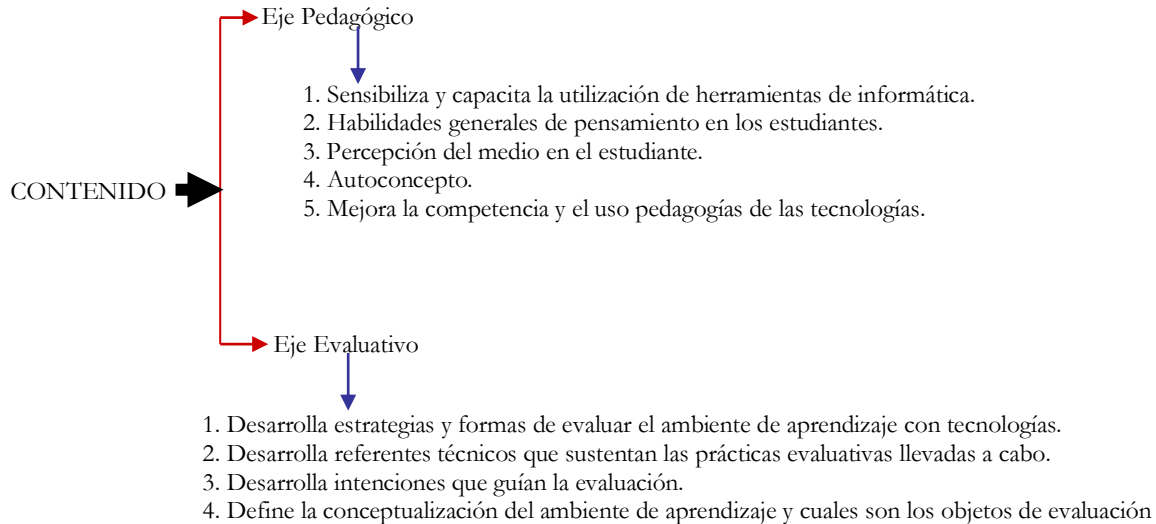 Eje Pedagógico
1. Sensibiliza y capacita la utilización de herramientas de informática.
2. Habilidades generales de pensamiento en los estudiantes.
3. Percepción del medio en el estudiante.
4. Autoconcepto.
5. Mejora la competencia y el uso pedagogías de las tecnologías.
CONTENIDO
Eje Evaluativo
1. Desarrolla estrategias y formas de evaluar el ambiente de aprendizaje con tecnologías.
2. Desarrolla referentes técnicos que sustentan las prácticas evaluativas llevadas a cabo.
3. Desarrolla intenciones que guían la evaluación.
4. Define la conceptualización del ambiente de aprendizaje y cuales son los objetos de evaluación